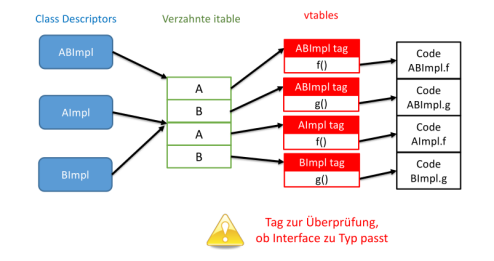 Class Descriptors
Verzahnte itable
vtables
ABImpl
AImpl
BImpl
A
B
A
B
ABImpl tag
f()
ABImpl tag
g()
AImpl tag
f()
BImpl tag
g()
Code
ABImpl.f
Code
ABImpl.g
Code
AImpl.f
Code
BImpl.g
Tag zur Überprüfung,
ob Interface zu Typ passt